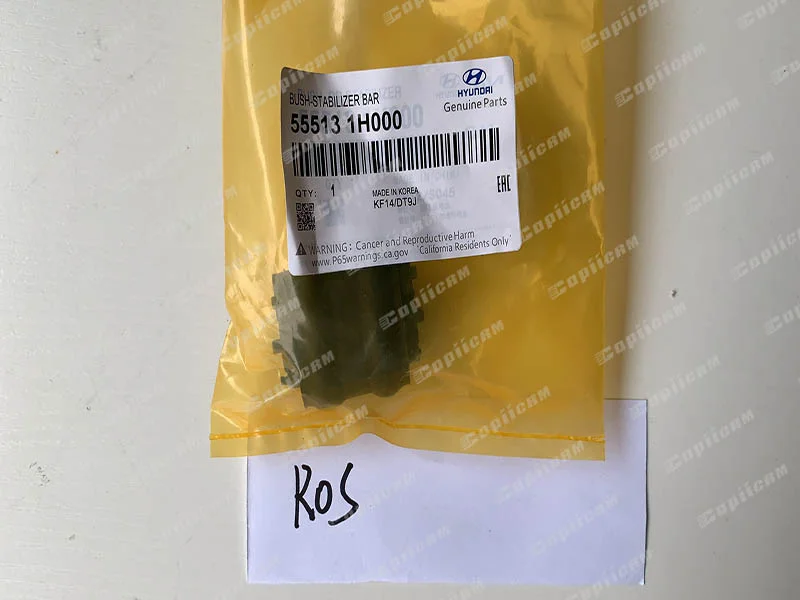 BUSH-STABILIZER BAR
HYUNDAI
Genuine Parts
55513 1H000
QTY: 1
MADE IN KOREA
KF14/DT9J
EAC
WARNING: Cancer and Reproductive Harm
www.P65warnings.ca.gov California Residents Only
KOS
Copiicam